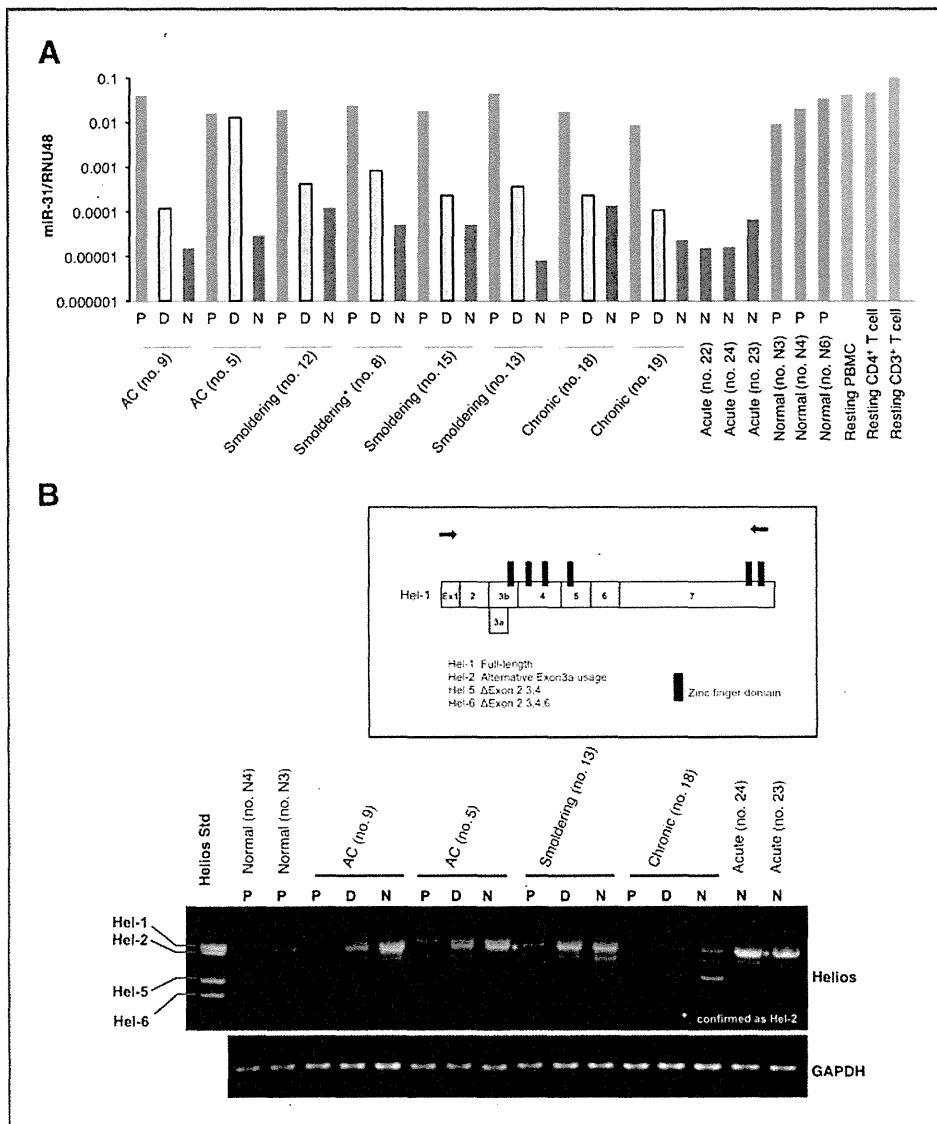 A
0.1
0.01
0.001
0.0001
0.00001
0.000001
miR-31/RNU48
P D N P D N P D N P D N P D N P D N P D N P D N N N N P P P
AC (no. 9)
AC (no. 5)
Smoldering (no. 12)
Smoldering* (no. 8)
Smoldering (no. 15)
Smoldering (no. 13)
Chronic (no. 18)
Chronic (no. 19)
Acute (no. 22)
Acute (no. 24)
Acute (no. 23)
Normal (no. N3)
Normal (no. N4)
Normal (no. N6)
Resting PBMC
Resting CD4+ T cell
Resting CD3+ T cell
B
Hel-1
Ex1 2 3b 4 5 6 7
3a
Hel-1 Full-length
Hel-2 Alternative Exon3a usage
Hel-5 ΔExon 2,3,4
Hel-6 ΔExon 2,3,4,6
Zinc-finger domain
Helios Std
Normal (no. N4)
Normal (no. N3)
AC (no. 9)
AC (no. 5)
Smoldering (no. 13)
Chronic (no. 18)
Acute (no. 24)
Acute (no. 23)
P P P D N P D N P D N P D N N N
Hel-1
Hel-2
Hel-5
Hel-6
Helios
* confirmed as Hel-2
GAPDH